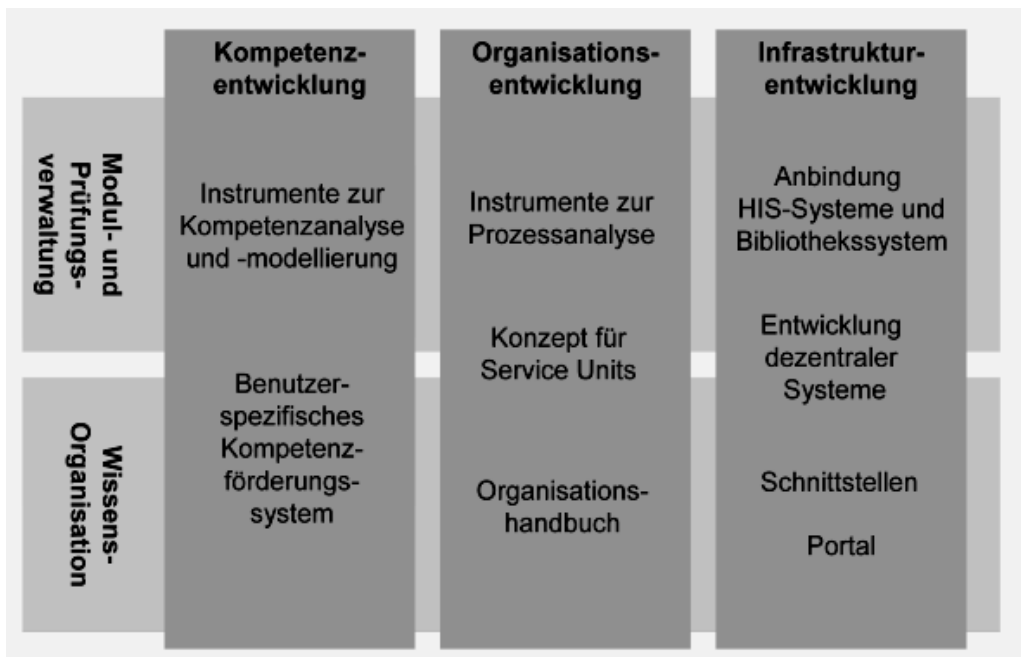 Kompetenz-
entwicklung
Organisations-
entwicklung
Infrastruktur-
entwicklung
Modul- und
Prüfungs-
verwaltung
Instrumente zur
Kompetenzanalyse
und -modellierung
Instrumente zur
Prozessanalyse
Anbindung
HIS-Systeme und
Bibliothekssystem
Konzept für
Service Units
Entwicklung
dezentraler
Systeme
Wissens-
Organisation
Benutzer-
spezifisches
Kompetenz-
förderungs-
system
Organisations-
handbuch
Schnittstellen
Portal